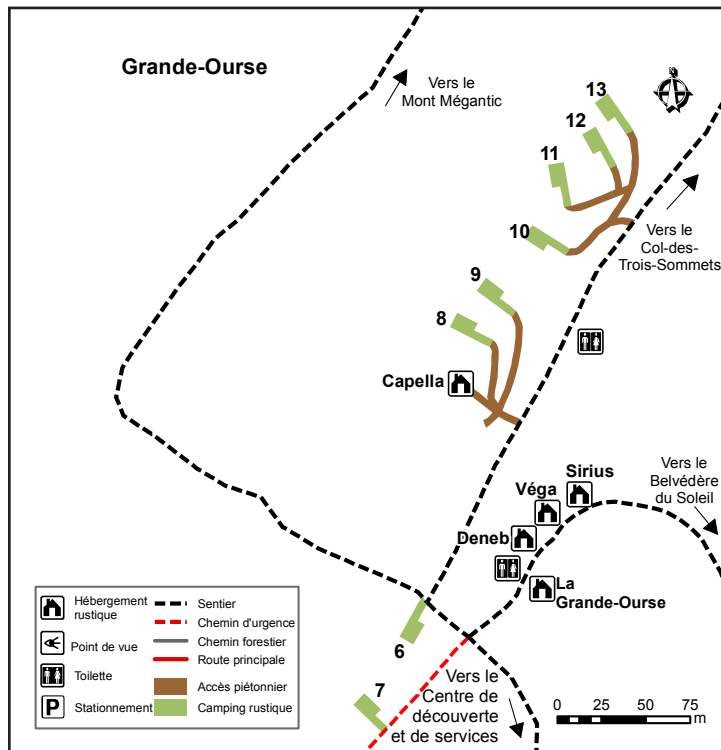 Grande-Ourse
Vers le
Mont Mégantic
13
12
11
10
Vers le
Col-des-
Trois-Sommets
9
8
Capella
Vers le
Belvédère
du Soleil
Sirius
Véga
Deneb
La
Grande-Ourse
6
7
Vers le
Centre de
découverte
et de services
Hébergement
rustique
Point de vue
Toilette
P
Stationnement
Sentier
Chemin d'urgence
Chemin forestier
Route principale
Accès piétonnier
Camping rustique
0 25 50 75
m